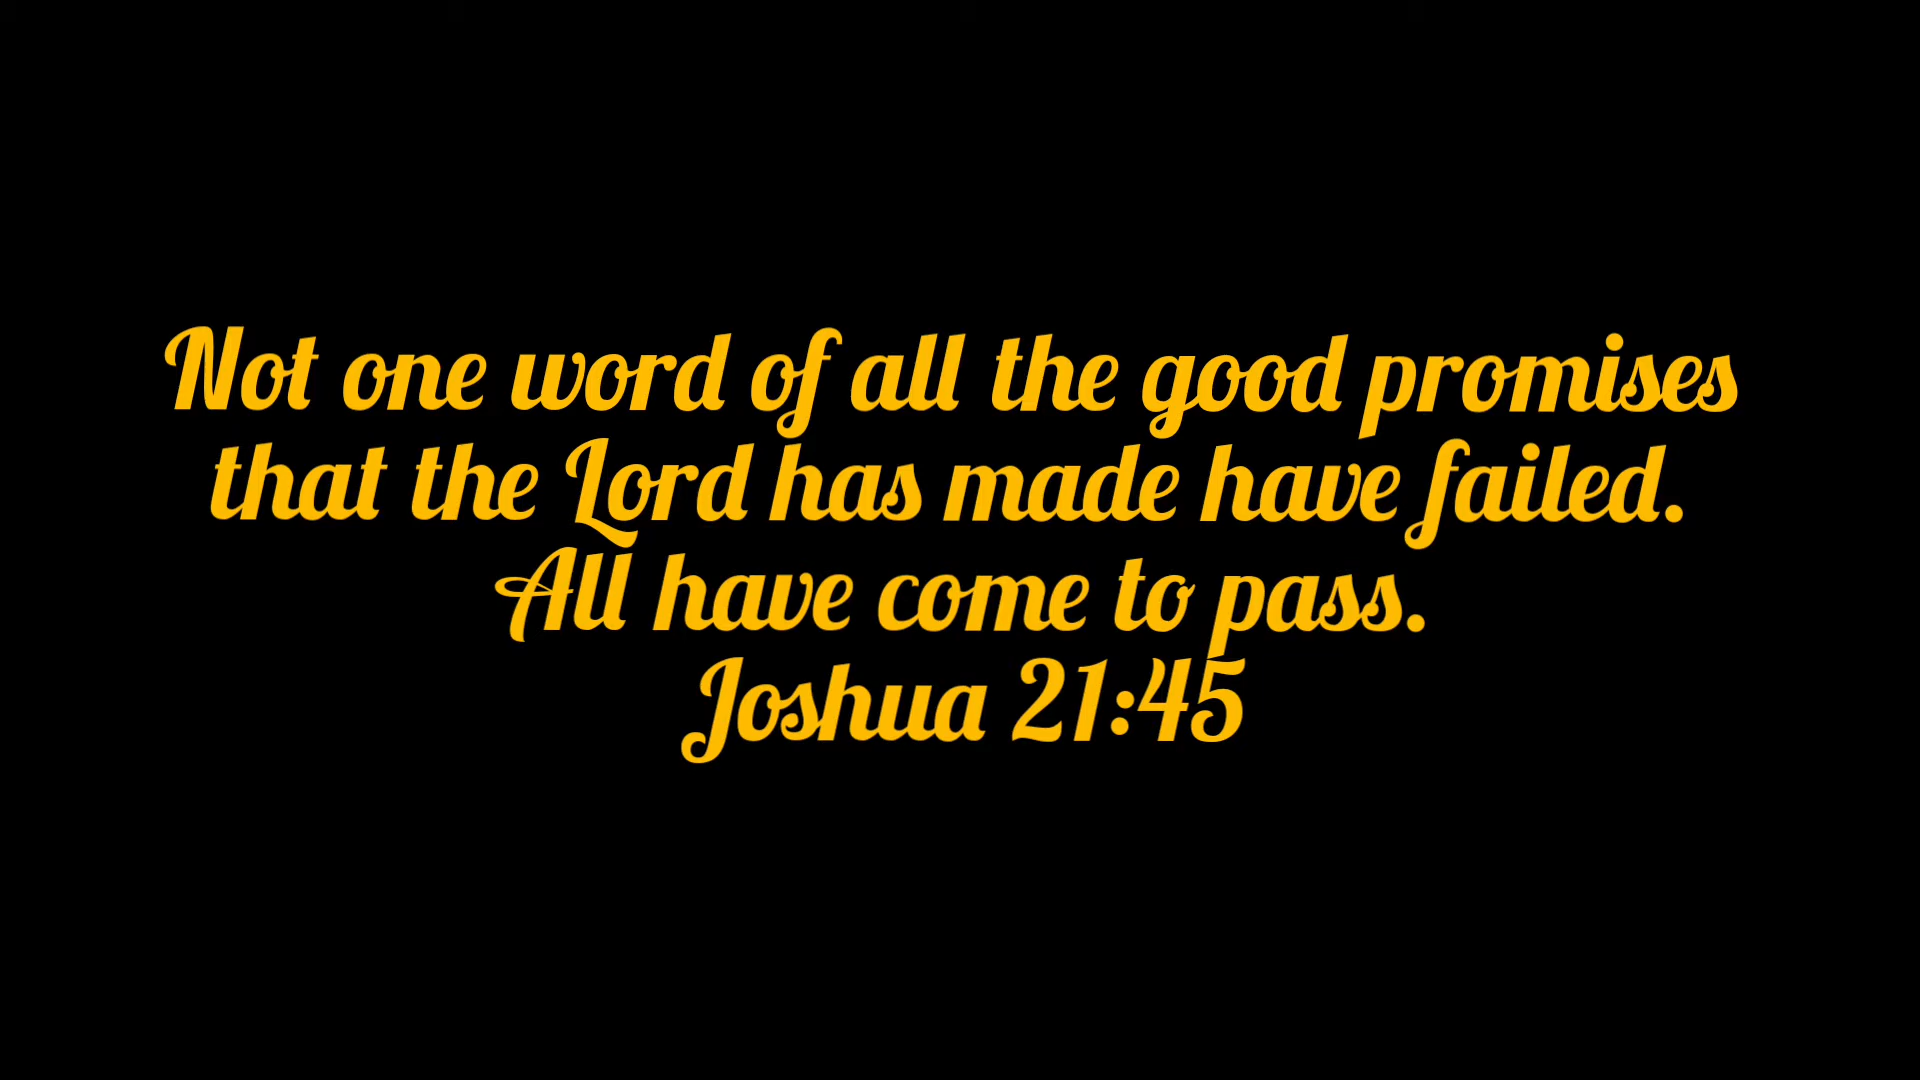 Not one word of all the good promises
that the Lord has made have failed.
All have come to pass.
Joshua 21:45